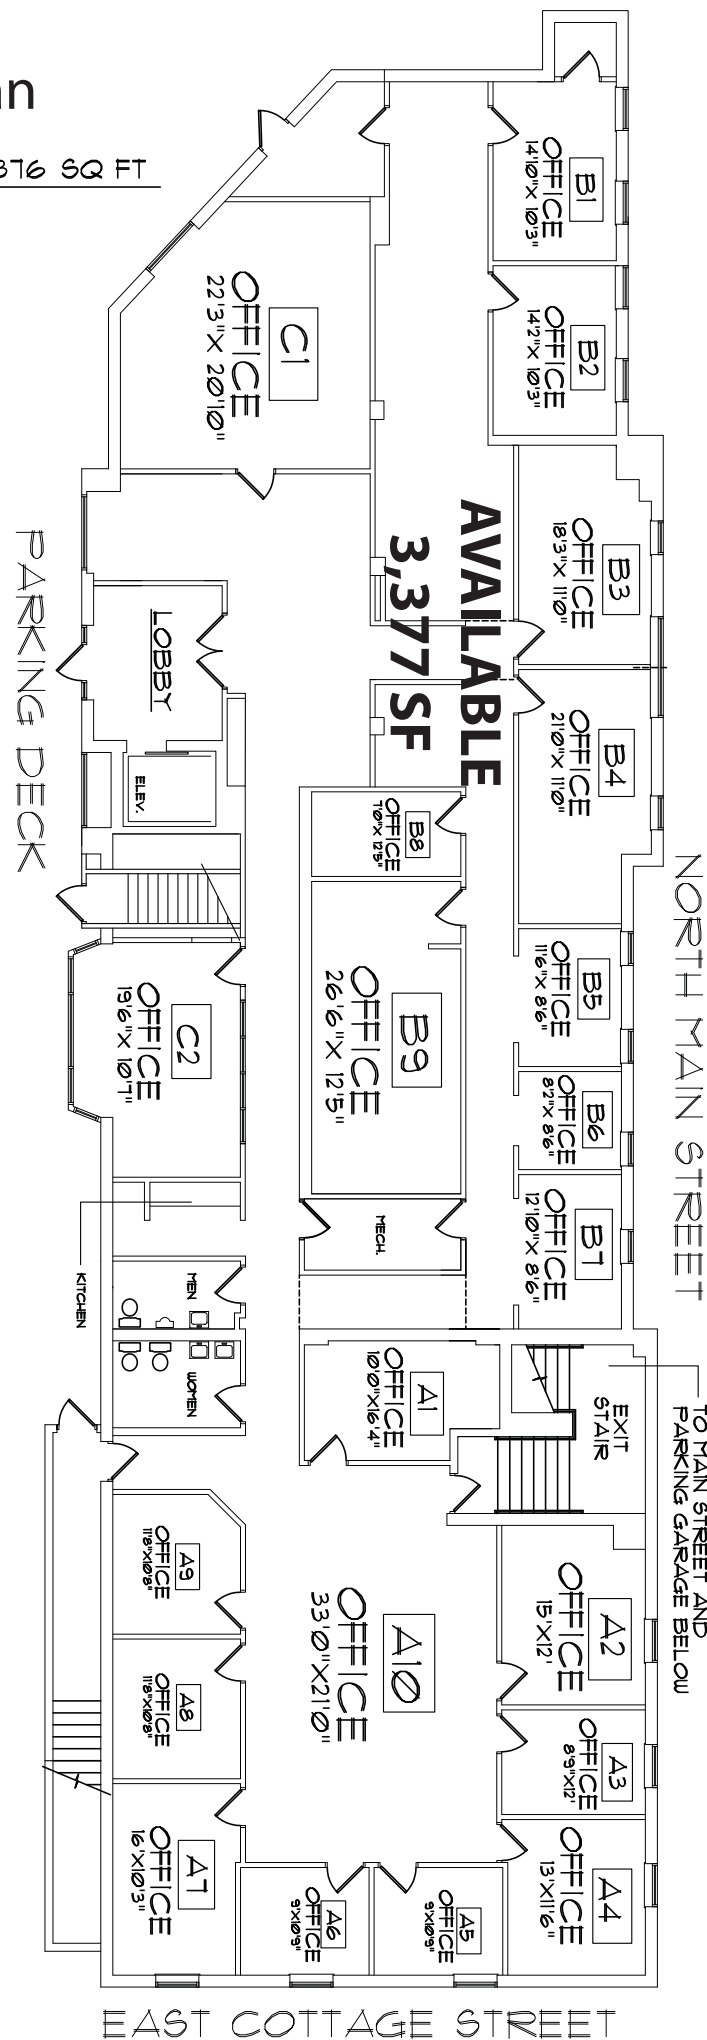 an
376 SQ FT
B1
OFFICE
14'10"X 10'3"
B2
OFFICE
14'2"X 10'3"
C1
OFFICE
22'3"X 20'10"
B3
OFFICE
18'3"X 11'0"
AVAILABLE
3,377 SF
LOBBY
PARKING DECK
B4
OFFICE
21'0"X 11'0"
ELEV.
B8
OFFICE
7'0"X 12'5"
NORTH MAIN STREET
B5
OFFICE
11'6"X 8'6"
B9
OFFICE
26'6"X 12'5"
C2
OFFICE
19'6"X 10'7"
B6
OFFICE
8'2"X 8'6"
B7
OFFICE
12'10"X 8'6"
MECH.
KITCHEN
MEN
WOMEN
A1
OFFICE
10'0"X16'4"
EXIT
STAIR
TO MAIN STREET AND
PARKING GARAGE BELOW
A9
OFFICE
11'8"X10'8"
A10
OFFICE
33'0"X21'0"
A2
OFFICE
15'X12'
A8
OFFICE
11'8"X10'8"
A3
OFFICE
8'9"X12'
A7
OFFICE
16'X10'3"
A4
OFFICE
13'X11'6"
A6
OFFICE
9'X10'9"
A5
OFFICE
9'X10'9"
EAST COTTAGE STREET